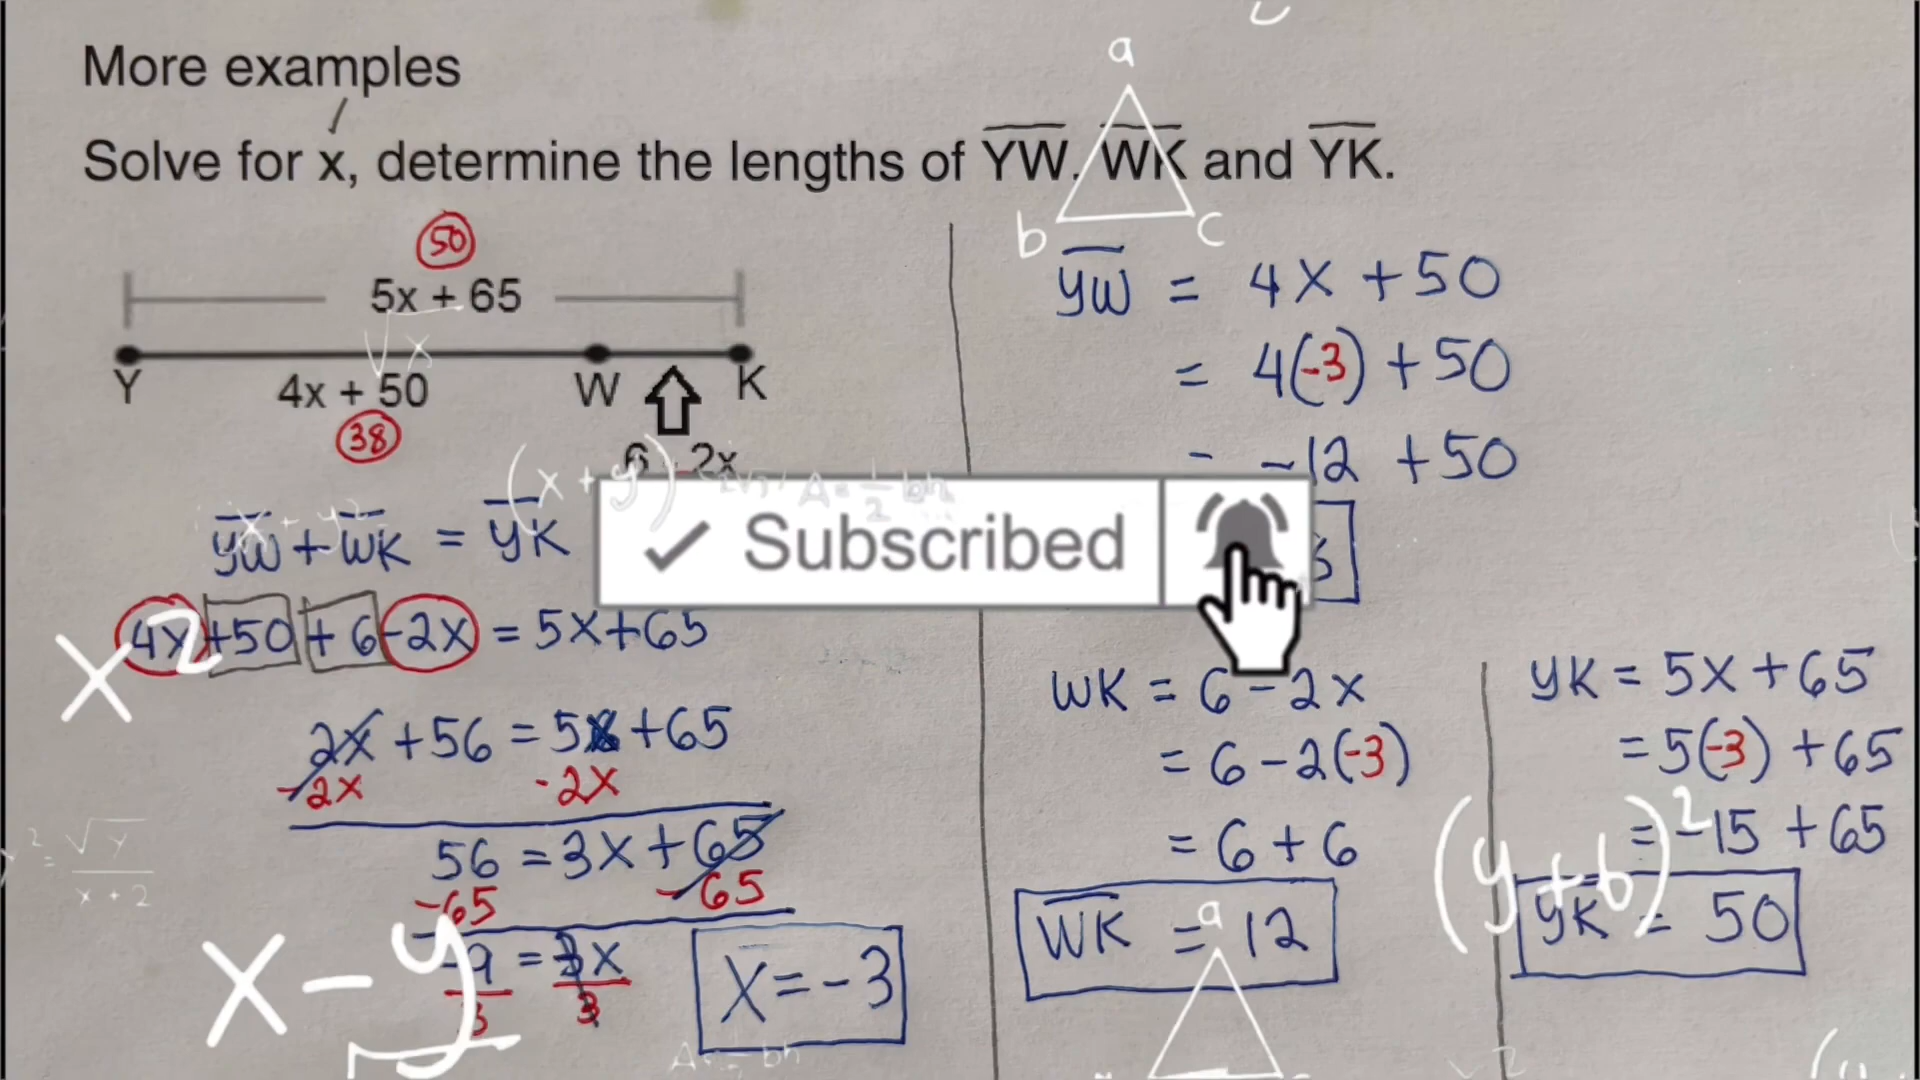 More examples
Solve for x, determine the lengths of YW, WK and YK.
50
5x + 65
Y
W
K
4x + 50
38
6 - 2x
YW + WK = YK
4x +50 + 6 -2x = 5x+65
2x +56 = 5x +65
-2x -2x
56 = 3x + 65
-65 -65
-9 = 3x
3 3
x = -3
YW = 4x +50
= 4(-3) +50
= -12 +50
Subscribed
WK = 6 - 2x
= 6 - 2(-3)
= 6 + 6
WK = 12
YK = 5x + 65
= 5(-3) + 65
= -15 + 65
YK = 50
a
b
c
√x
(x + y)
A = 1/2 bh
x²
√y
x + 2
x - y
(y + b)²
a